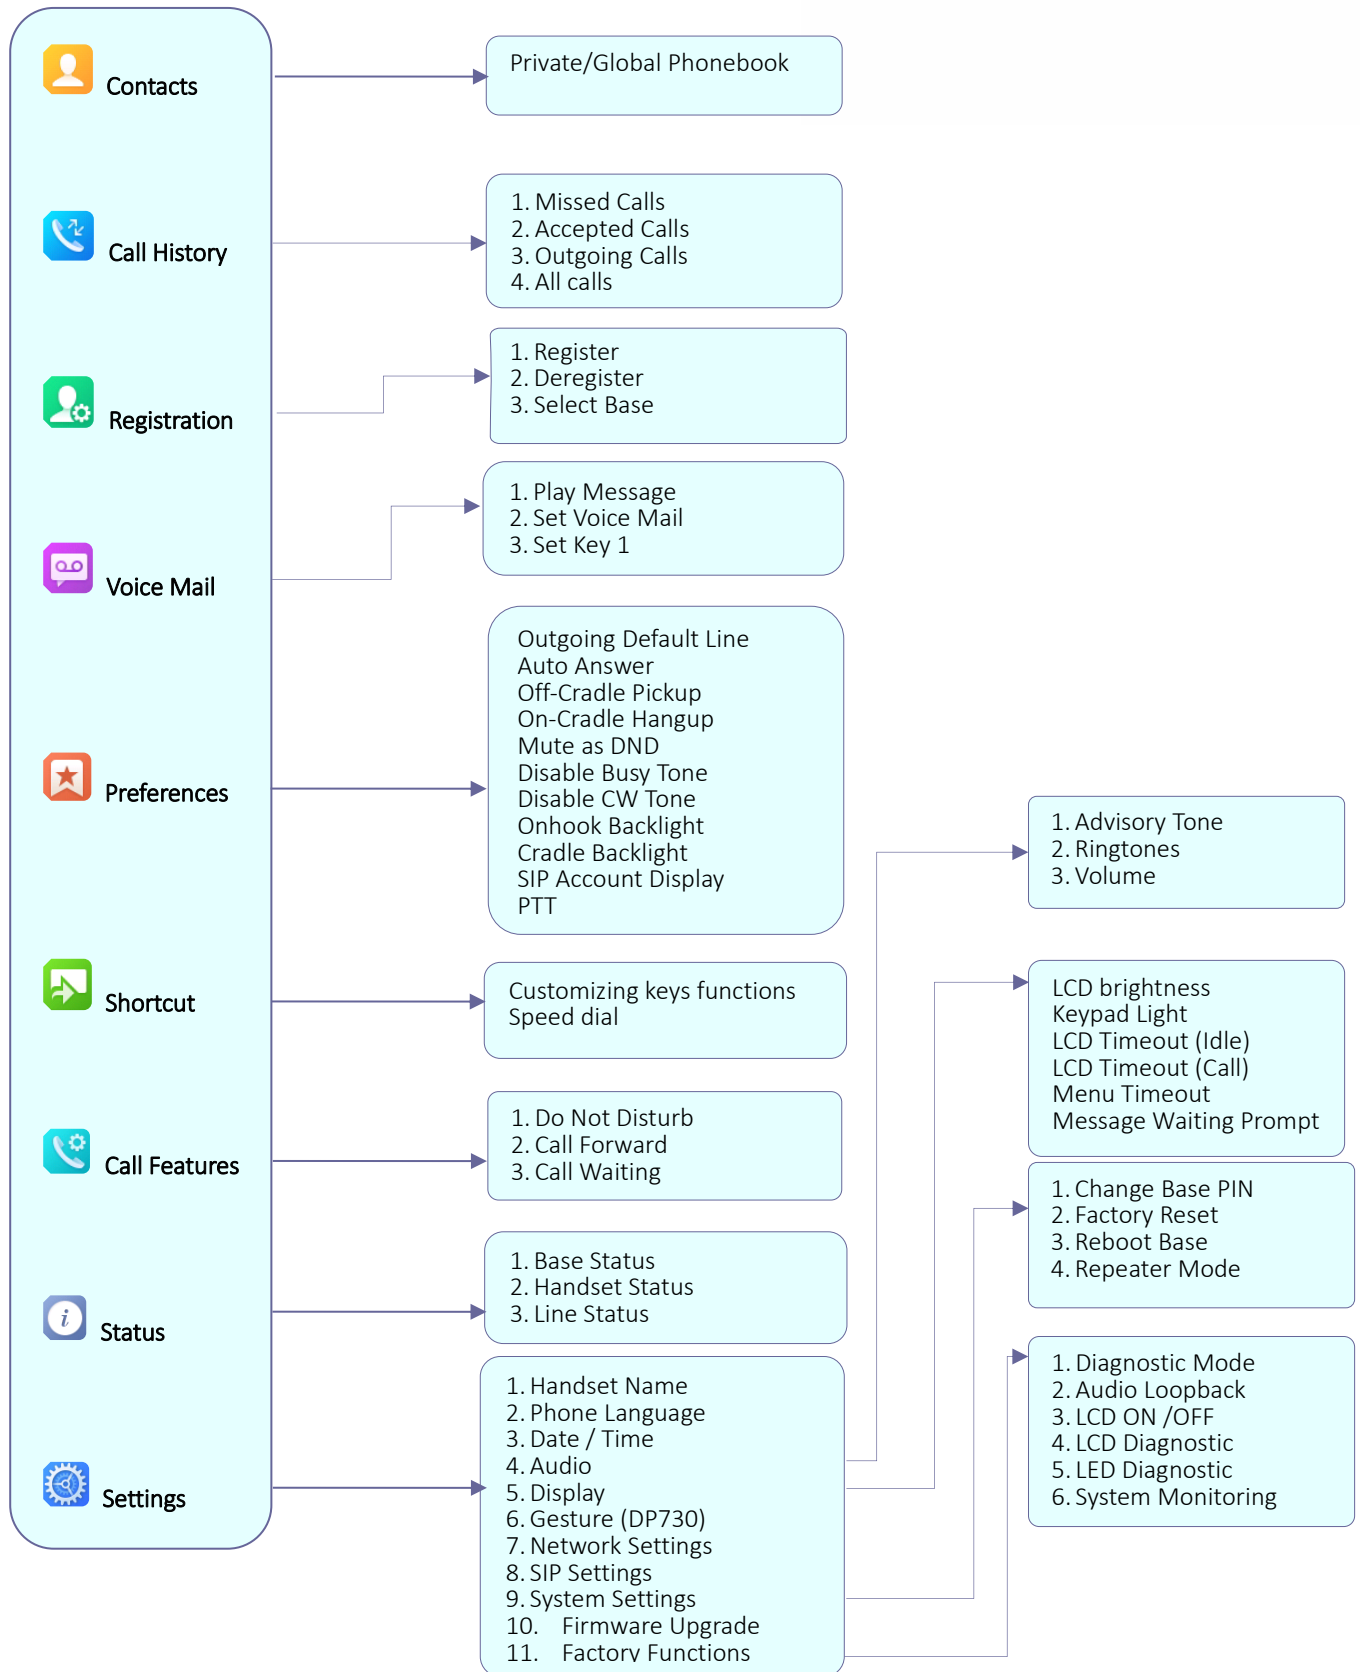 Contacts
Private/Global Phonebook
Call History
1. Missed Calls
2. Accepted Calls
3. Outgoing Calls
4. All calls
Registration
1. Register
2. Deregister
3. Select Base
Voice Mail
1. Play Message
2. Set Voice Mail
3. Set Key 1
Preferences
Outgoing Default Line
Auto Answer
Off-Cradle Pickup
On-Cradle Hangup
Mute as DND
Disable Busy Tone
Disable CW Tone
Onhook Backlight
Cradle Backlight
SIP Account Display
PTT
Shortcut
Customizing keys functions
Speed dial
Call Features
1. Do Not Disturb
2. Call Forward
3. Call Waiting
Status
1. Base Status
2. Handset Status
3. Line Status
Settings
1. Handset Name
2. Phone Language
3. Date / Time
4. Audio
5. Display
6. Gesture (DP730)
7. Network Settings
8. SIP Settings
9. System Settings
10. Firmware Upgrade
11. Factory Functions
1. Advisory Tone
2. Ringtones
3. Volume
LCD brightness
Keypad Light
LCD Timeout (Idle)
LCD Timeout (Call)
Menu Timeout
Message Waiting Prompt
1. Change Base PIN
2. Factory Reset
3. Reboot Base
4. Repeater Mode
1. Diagnostic Mode
2. Audio Loopback
3. LCD ON /OFF
4. LCD Diagnostic
5. LED Diagnostic
6. System Monitoring